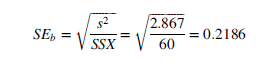 SE_b = √(s²/SSX) = √(2.867/60) = 0.2186